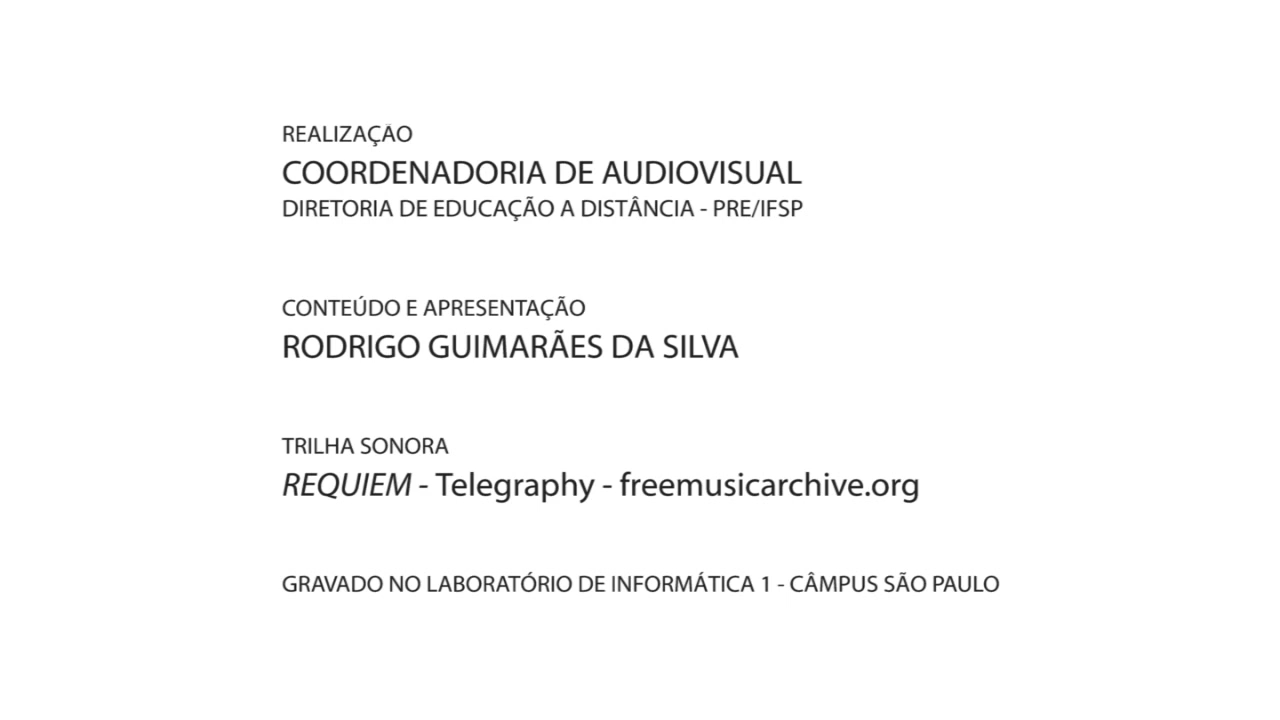 REALIZAÇÃO
COORDENADORIA DE AUDIOVISUAL
DIRETORIA DE EDUCAÇÃO A DISTÂNCIA - PRE/IFSP
CONTEÚDO E APRESENTAÇÃO
RODRIGO GUIMARÃES DA SILVA
TRILHA SONORA
REQUIEM - Telegraphy - freemusicarchive.org
GRAVADO NO LABORATÓRIO DE INFORMÁTICA 1 - CÂMPUS SÃO PAULO